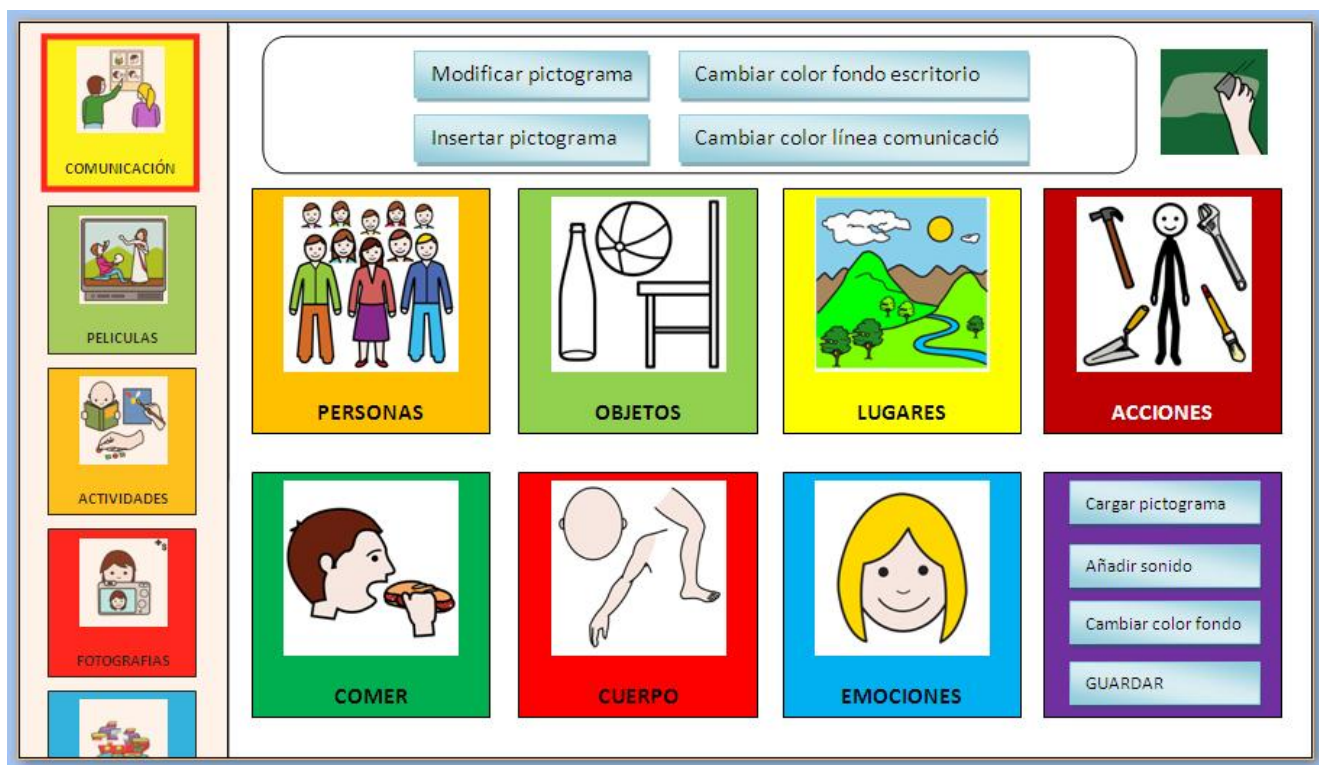 COMUNICACIÓN
PELICULAS
ACTIVIDADES
FOTOGRAFIAS
Modificar pictograma
Cambiar color fondo escritorio
Insertar pictograma
Cambiar color línea comunicació
PERSONAS
OBJETOS
LUGARES
ACCIONES
COMER
CUERPO
EMOCIONES
Cargar pictograma
Añadir sonido
Cambiar color fondo
GUARDAR